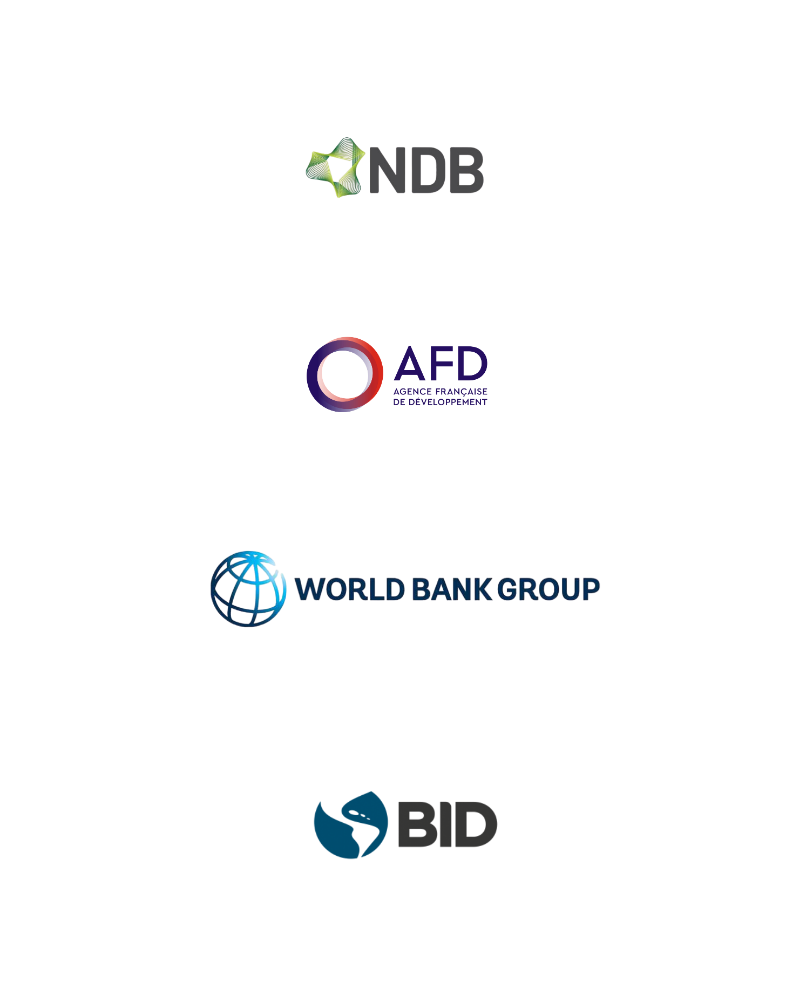 NDB
AFD
AGENCE FRANÇAISE
DE DÉVELOPPEMENT
WORLD BANK GROUP
BID